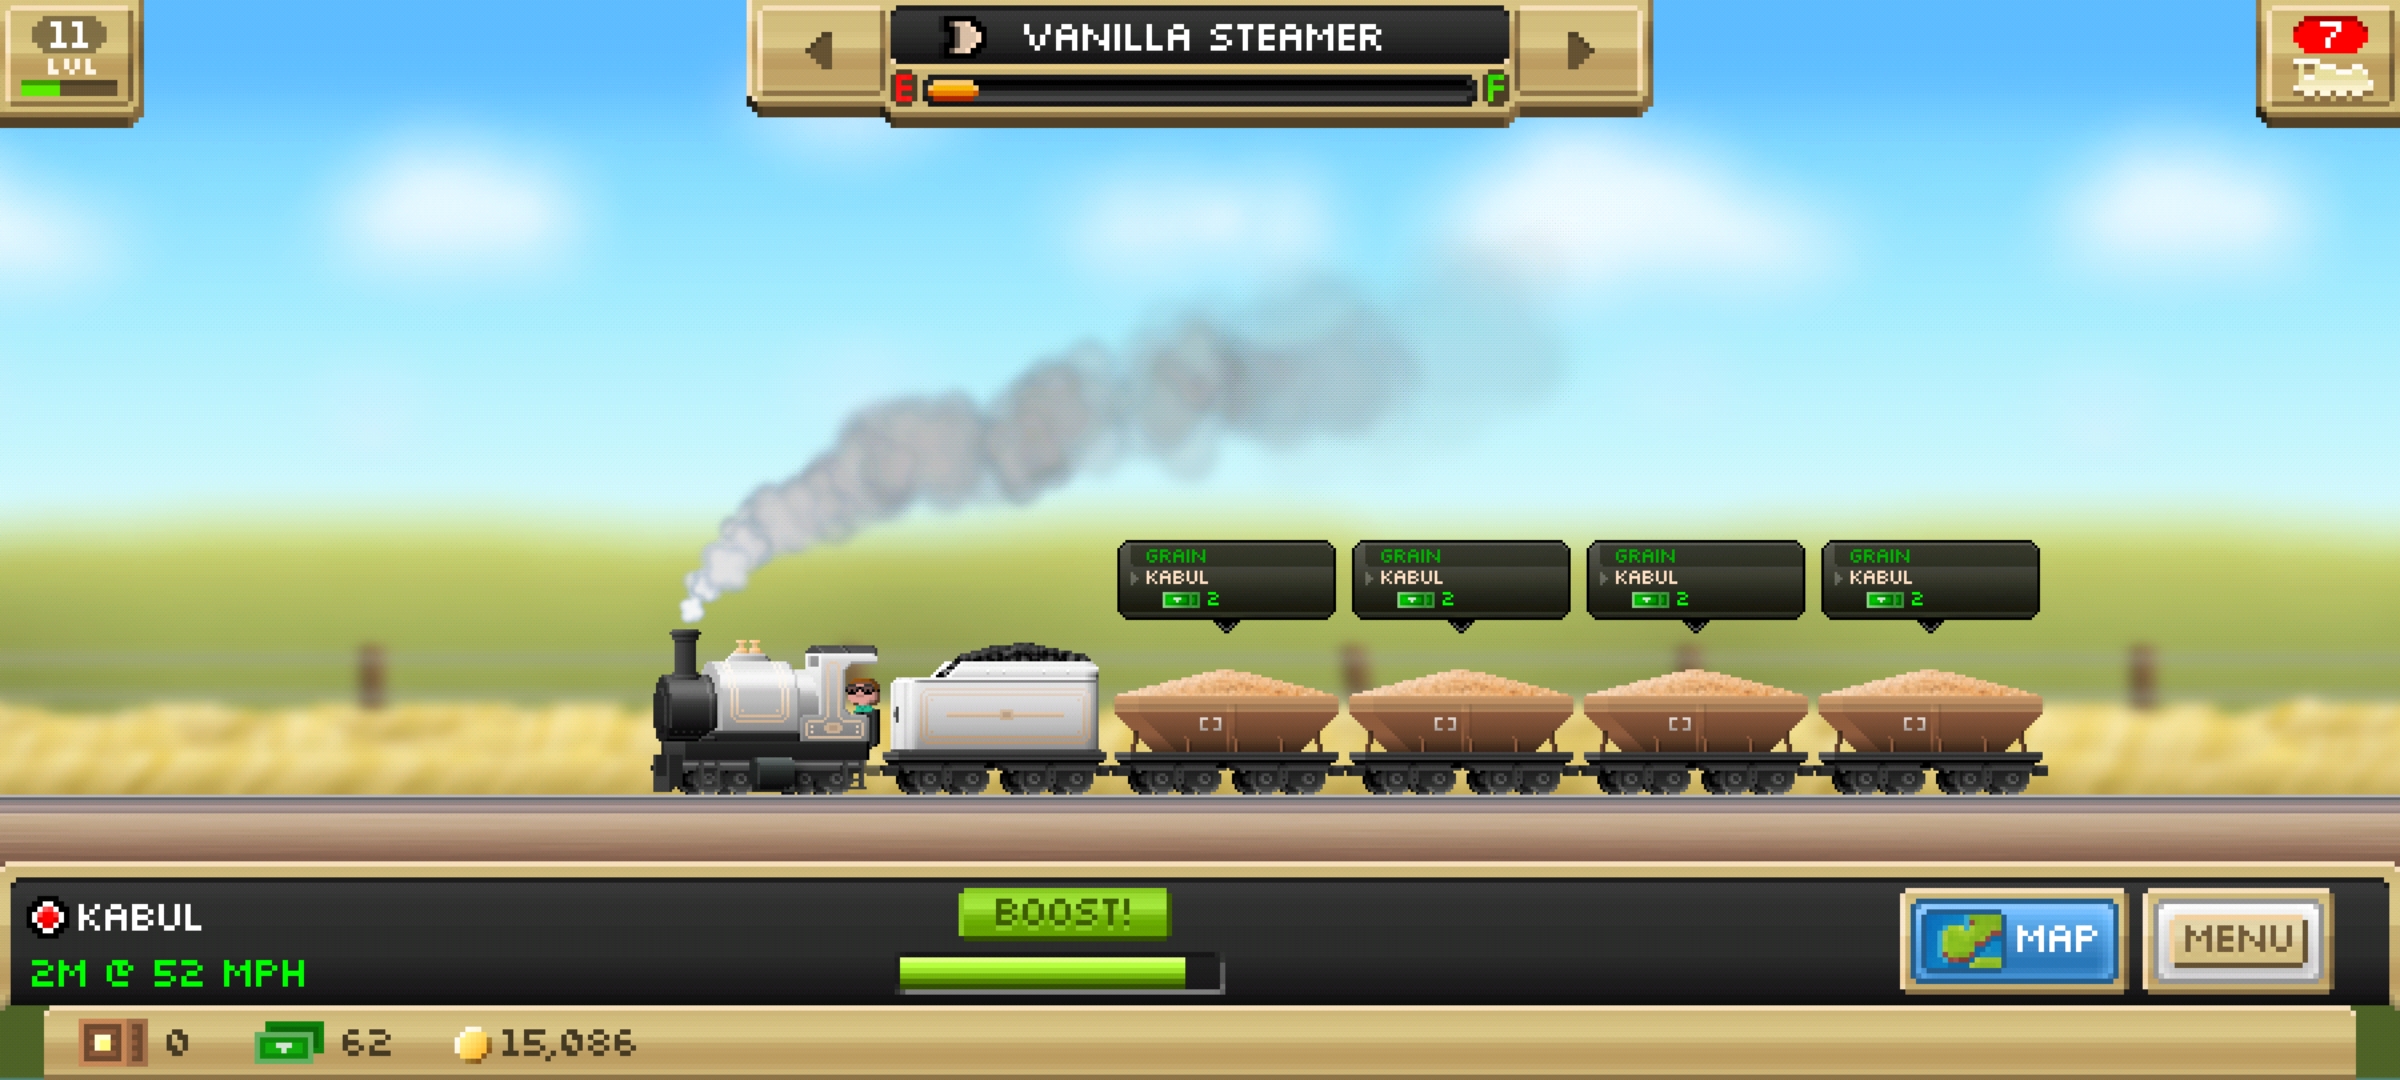 11
LVL
VANILLA STEAMER
E F
7
GRAIN
KABUL
2
GRAIN
KABUL
2
GRAIN
KABUL
2
GRAIN
KABUL
2
KABUL
2M @ 52 MPH
BOOST!
MAP
MENU
0
62
15,086